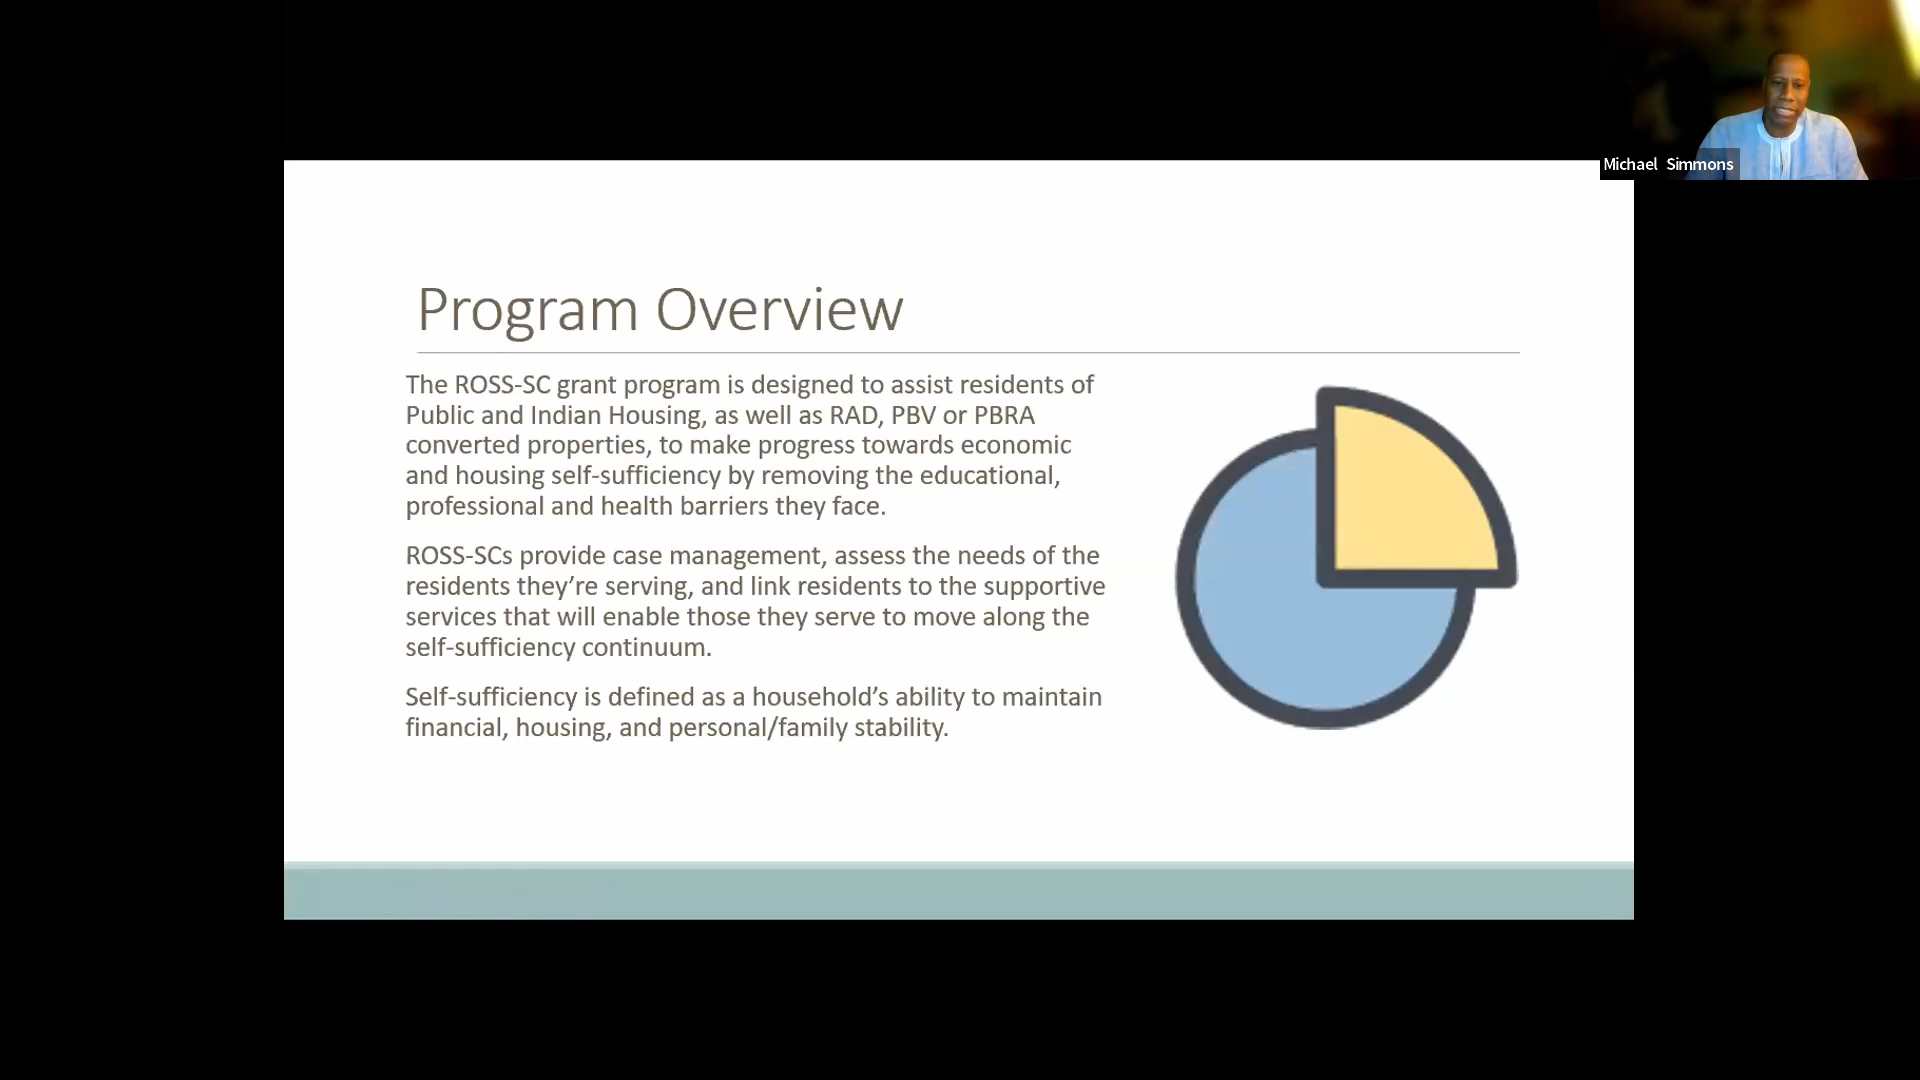 Michael Simmons
Program Overview
The ROSS-SC grant program is designed to assist residents of
Public and Indian Housing, as well as RAD, PBV or PBRA
converted properties, to make progress towards economic
and housing self-sufficiency by removing the educational,
professional and health barriers they face.
ROSS-SCs provide case management, assess the needs of the
residents they’re serving, and link residents to the supportive
services that will enable those they serve to move along the
self-sufficiency continuum.
Self-sufficiency is defined as a household’s ability to maintain
financial, housing, and personal/family stability.